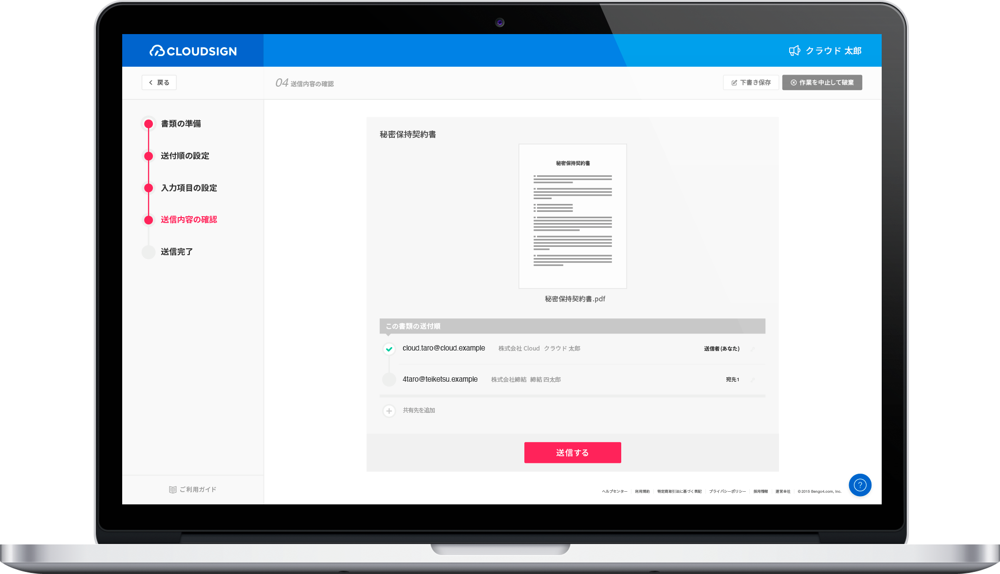 CLOUDSIGN
クラウド 太郎
戻る
04 送信内容の確認
下書き保存
作業を中止して破棄
書類の準備
送付順の設定
入力項目の設定
送信内容の確認
送信完了
ご利用ガイド
秘密保持契約書
秘密保持契約書
秘密保持契約書.pdf
この書類の送付順
cloud.taro@cloud.example 株式会社 Cloud クラウド 太郎 送信者 (あなた)
4taro@teiketsu.example 株式会社締結 締結 四太郎 宛先1
共有先を追加
送信する
ヘルプセンター 利用規約 特定商取引法に基づく表記 プライバシーポリシー 採用情報 運営会社 © 2015 Bengo4.com, Inc.
?